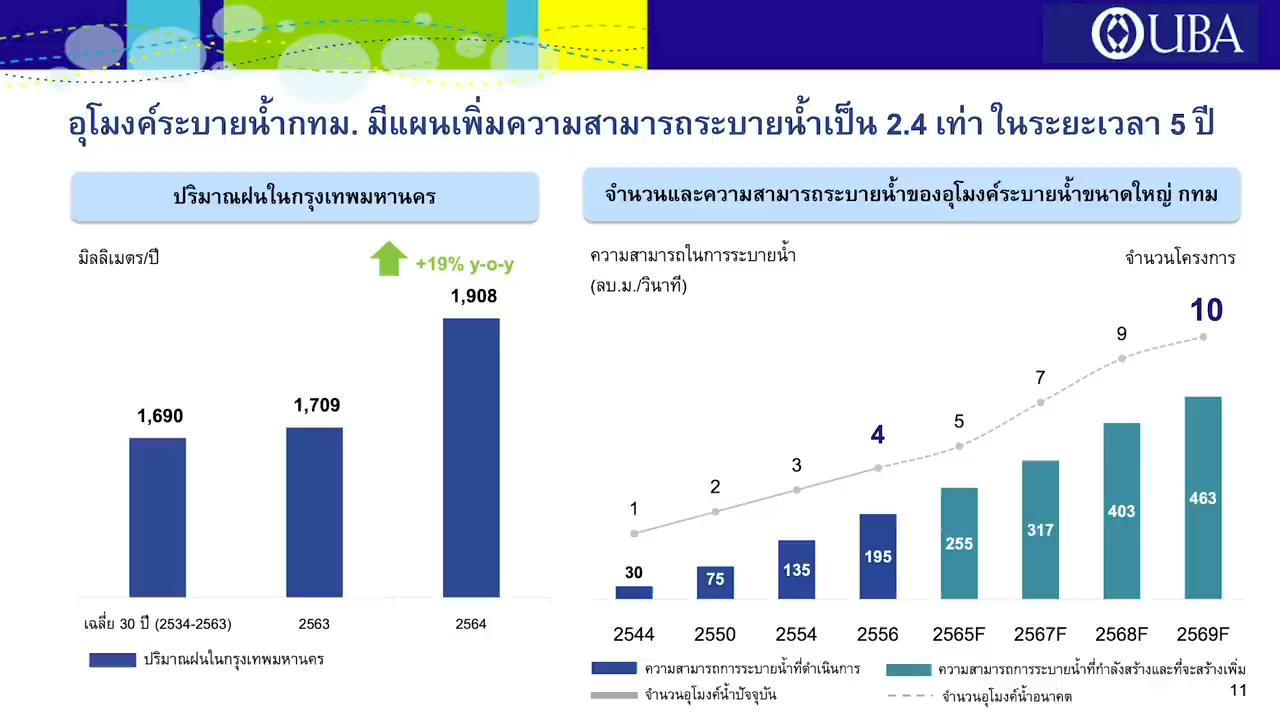 UBA
อุโมงค์ระบายน้ำกทม. มีแผนเพิ่มความสามารถระบายน้ำเป็น 2.4 เท่า ในระยะเวลา 5 ปี
ปริมาณฝนในกรุงเทพมหานคร
มิลลิเมตร/ปี
+19% y-o-y
1,690
1,709
1,908
เฉลี่ย 30 ปี (2534-2563)
2563
2564
ปริมาณฝนในกรุงเทพมหานคร
จำนวนและความสามารถระบายน้ำของอุโมงค์ระบายน้ำขนาดใหญ่ กทม
ความสามารถในการระบายน้ำ
(ลบ.ม./วินาที)
จำนวนโครงการ
1
2
3
4
5
7
9
10
30
75
135
195
255
317
403
463
2544
2550
2554
2556
2565F
2567F
2568F
2569F
ความสามารถการระบายน้ำที่ดำเนินการ
ความสามารถการระบายน้ำที่กำลังสร้างและที่จะสร้างเพิ่ม
จำนวนอุโมงค์น้ำปัจจุบัน
จำนวนอุโมงค์น้ำอนาคต
11